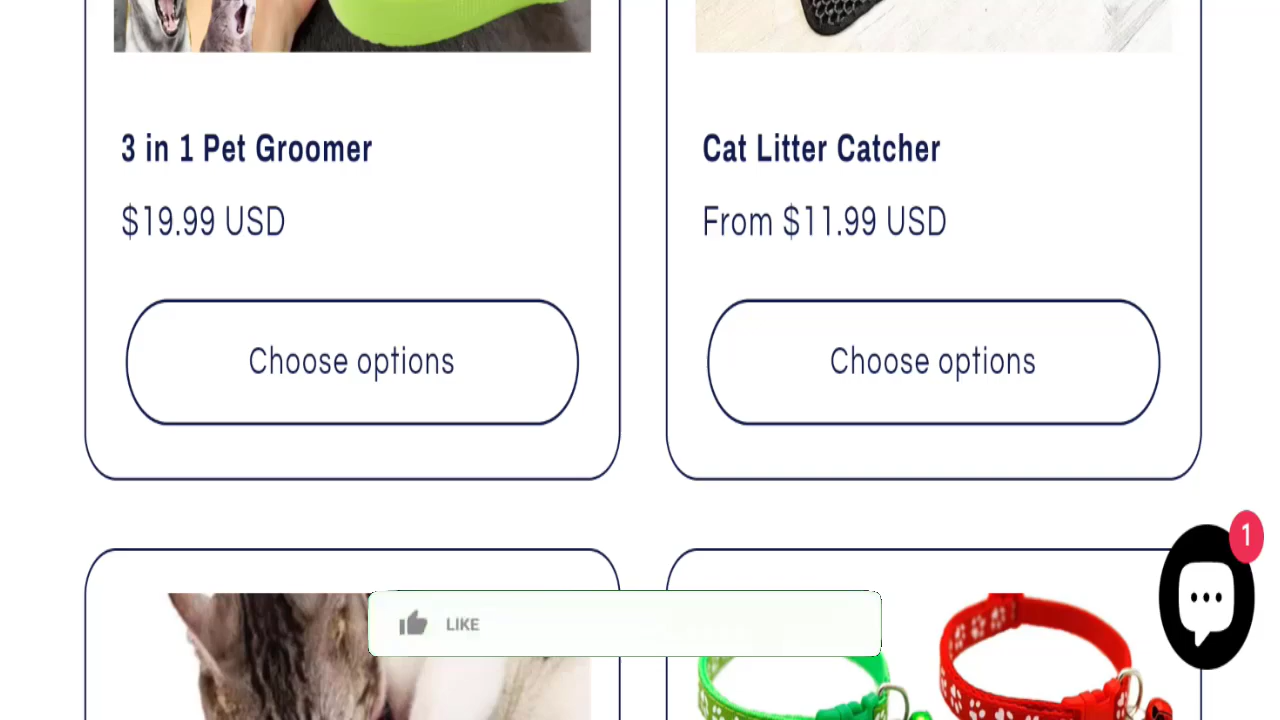 3 in 1 Pet Groomer
$19.99 USD
Choose options
Cat Litter Catcher
From $11.99 USD
Choose options
1
LIKE